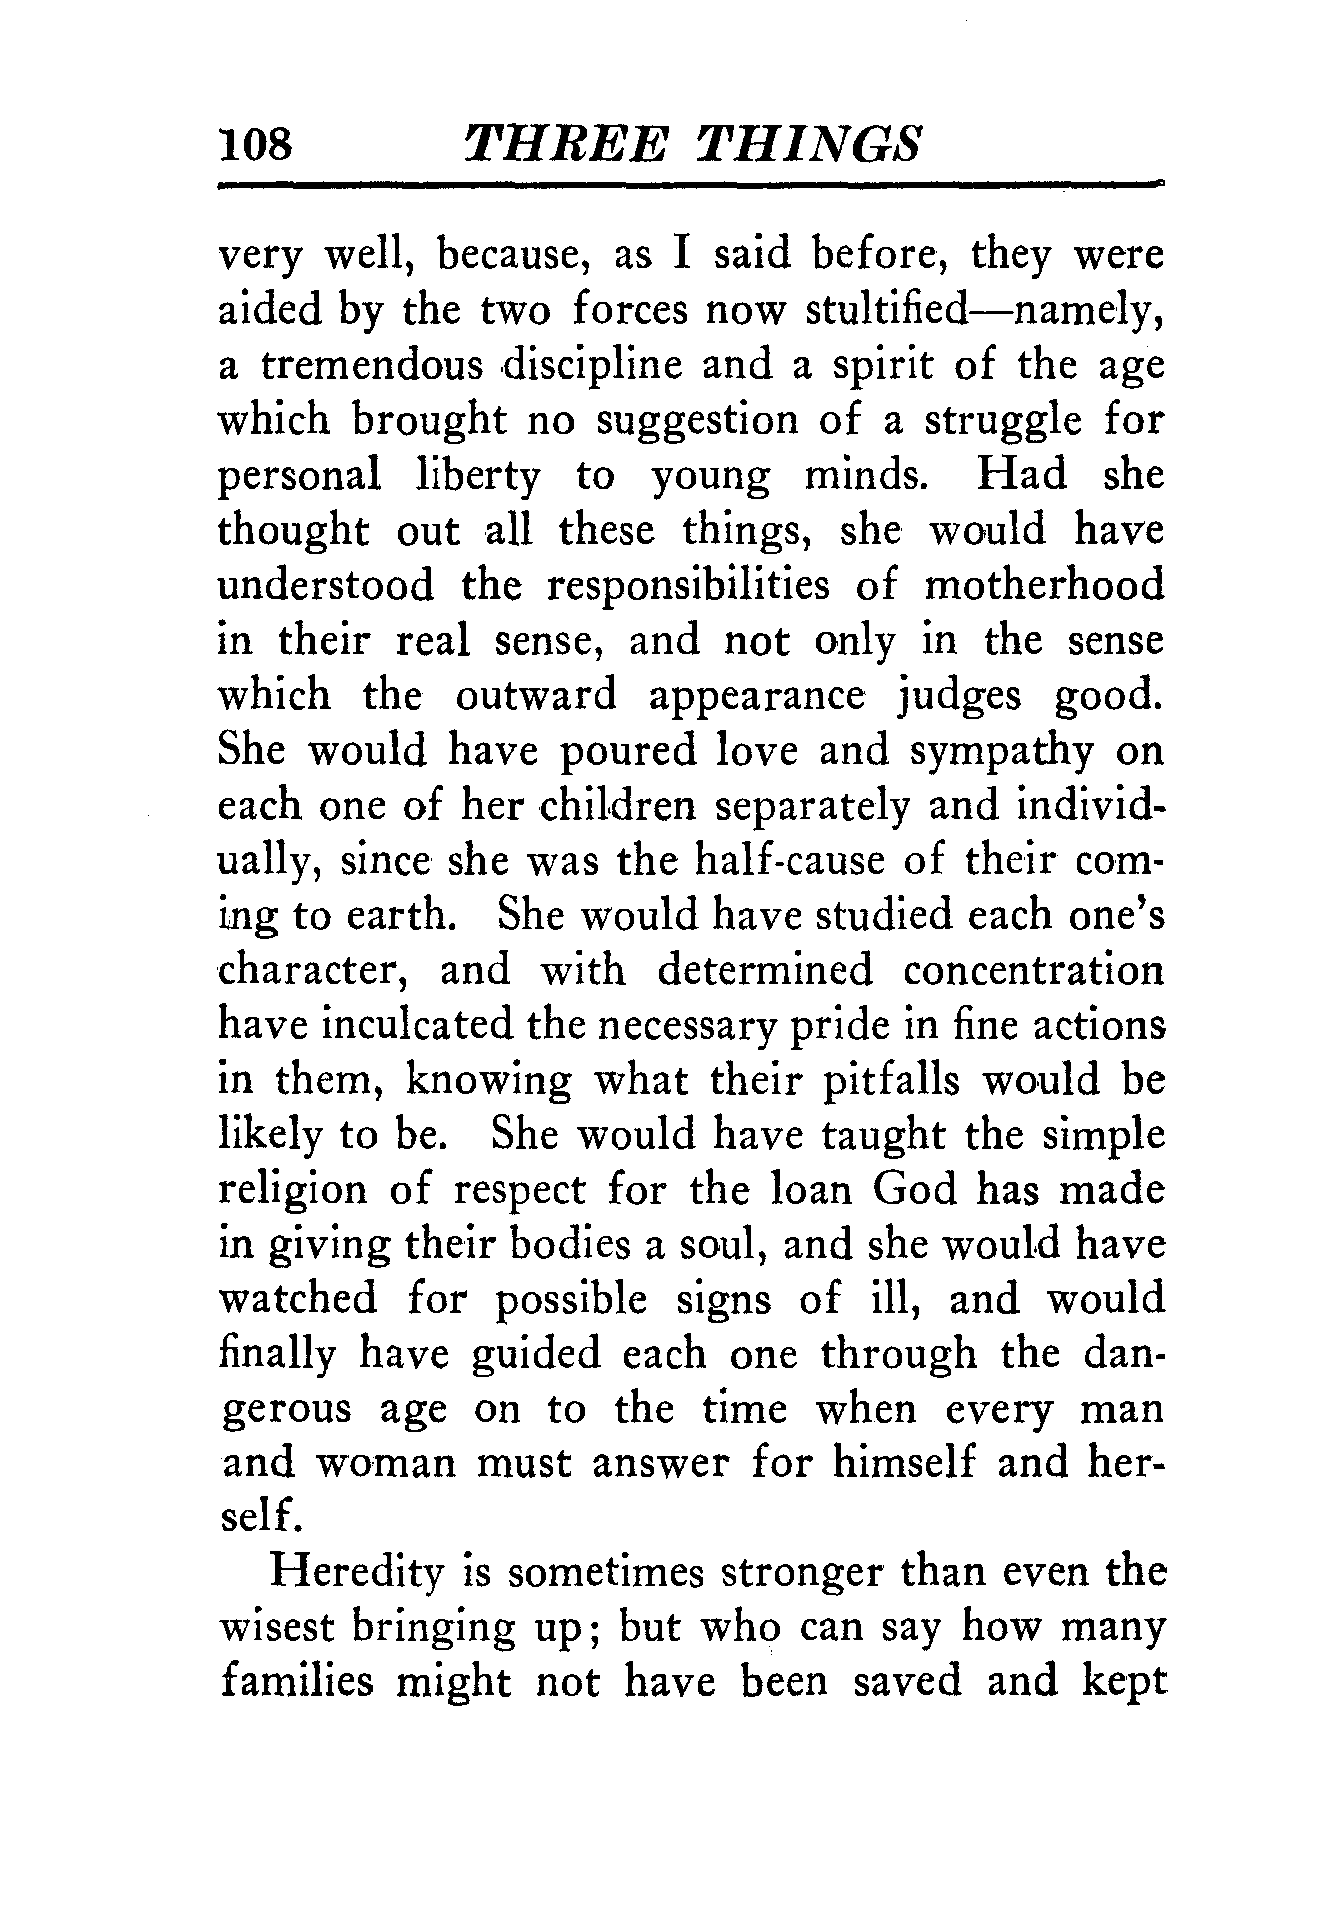 108 THREE THINGS
very well, because, as I said before, they were
aided by the two forces now stultified—namely,
a tremendous discipline and a spirit of the age
which brought no suggestion of a struggle for
personal liberty to young minds. Had she
thought out all these things, she would have
understood the responsibilities of motherhood
in their real sense, and not only in the sense
which the outward appearance judges good.
She would have poured love and sympathy on
each one of her children separately and individ-
ually, since she was the half-cause of their com-
ing to earth. She would have studied each one's
character, and with determined concentration
have inculcated the necessary pride in fine actions
in them, knowing what their pitfalls would be
likely to be. She would have taught the simple
religion of respect for the loan God has made
in giving their bodies a soul, and she would have
watched for possible signs of ill, and would
finally have guided each one through the dan-
gerous age on to the time when every man
and woman must answer for himself and her-
self.
Heredity is sometimes stronger than even the
wisest bringing up; but who can say how many
families might not have been saved and kept